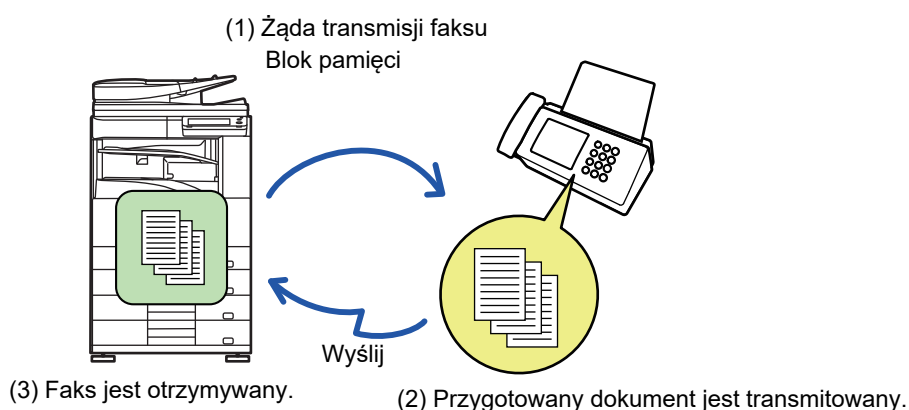 (1) Żąda transmisji faksu
Blok pamięci
Wyślij
(3) Faks jest otrzymywany.
(2) Przygotowany dokument jest transmitowany.